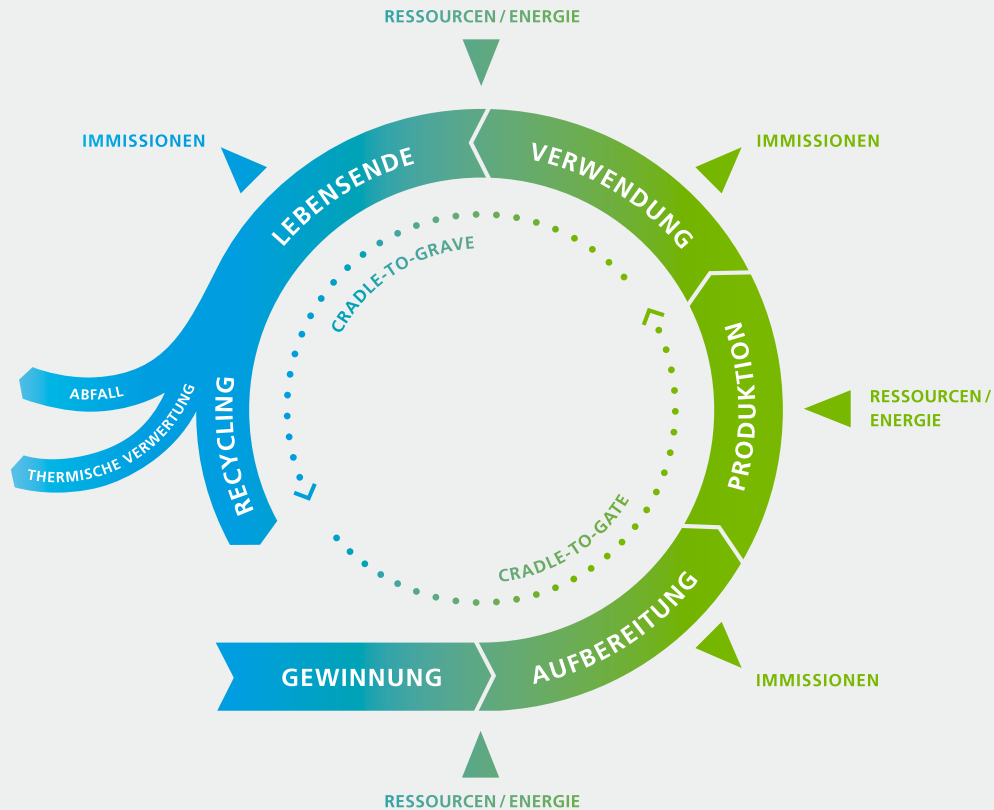 RESSOURCEN / ENERGIE
IMMISSIONEN
IMMISSIONEN
LEBENSENDE
VERWENDUNG
CRADLE-TO-GRAVE
PRODUKTION
ABFALL
THERMISCHE VERWERTUNG
RECYCLING
RESSOURCEN /
ENERGIE
CRADLE-TO-GATE
AUFBEREITUNG
GEWINNUNG
IMMISSIONEN
RESSOURCEN / ENERGIE